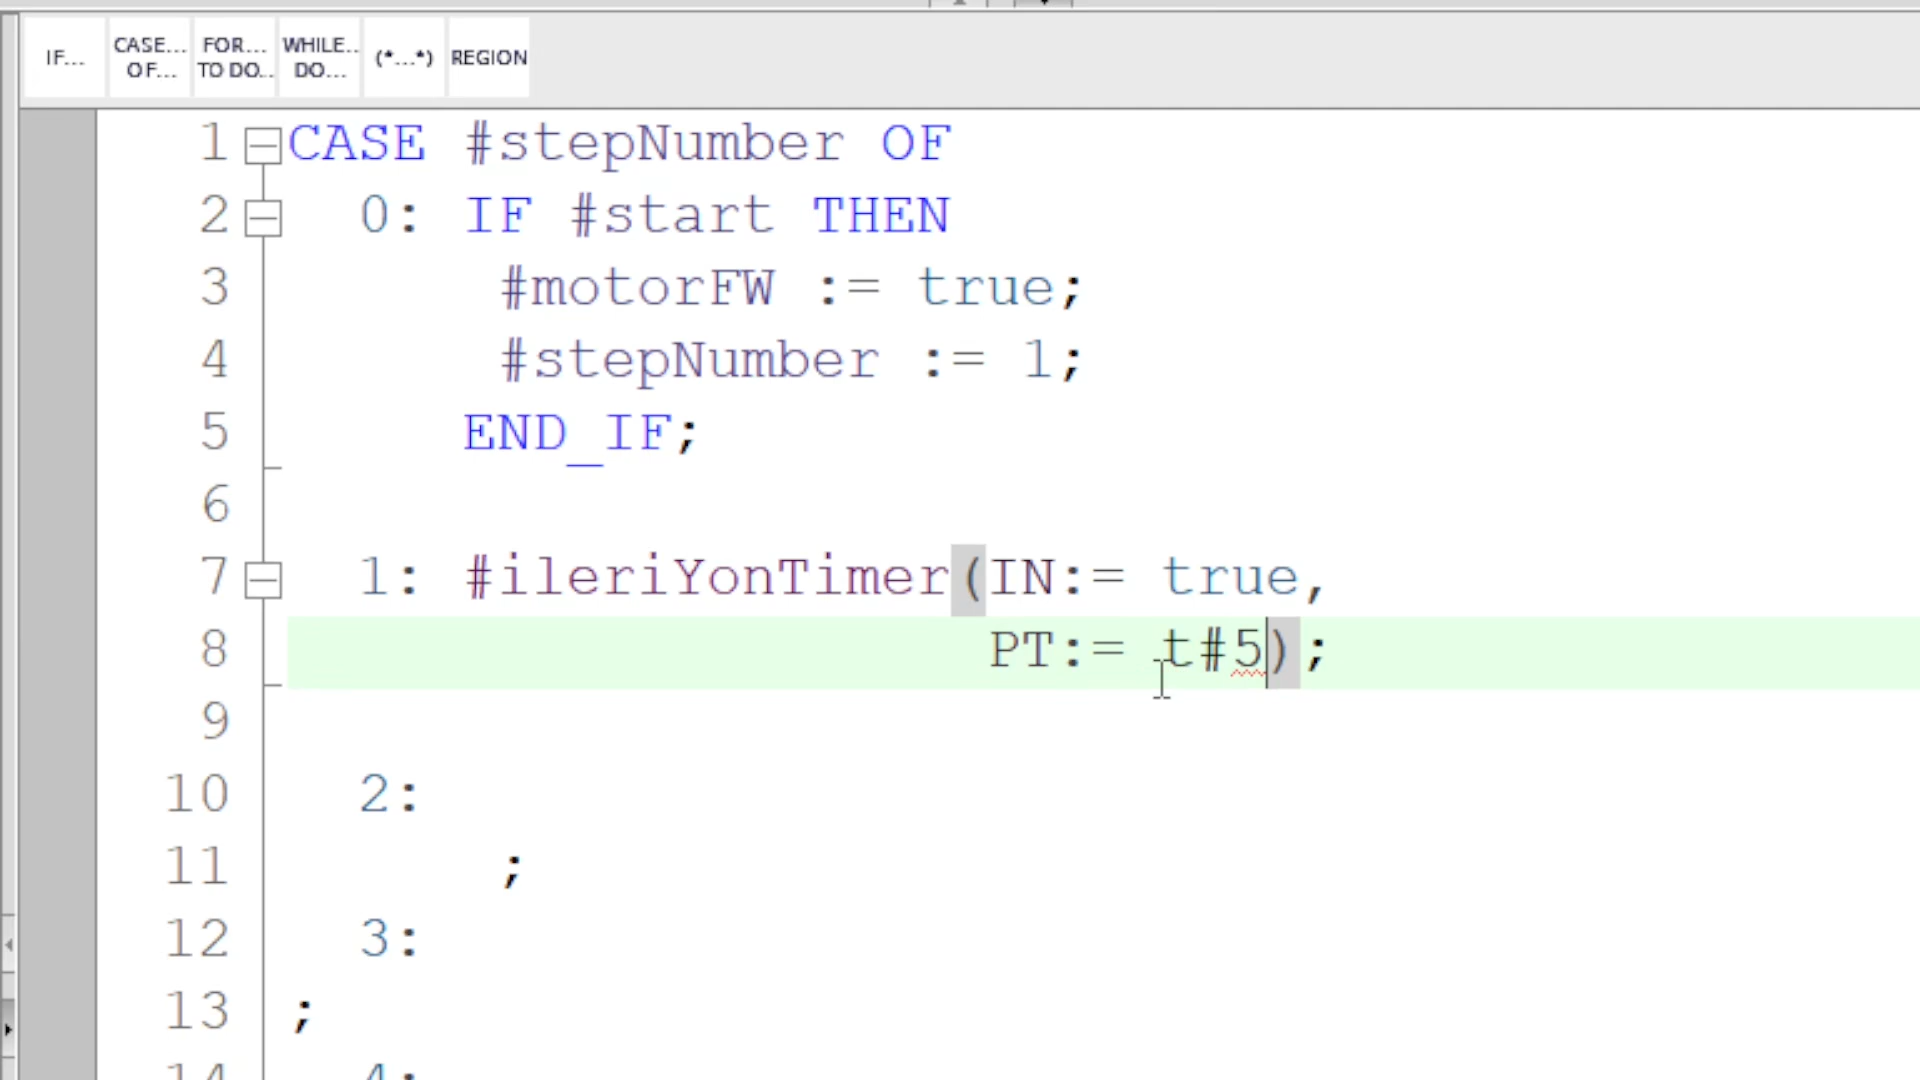 IF... CASE... FOR... WHILE.. (*...*) REGION
OF... TO DO... DO...
1 CASE #stepNumber OF
2 0: IF #start THEN
3 #motorFW := true;
4 #stepNumber := 1;
5 END_IF;
6
7 1: #ileriYonTimer(IN:= true,
8 PT:= t#5);
9
10 2:
11 ;
12 3:
13 ;
14 4: